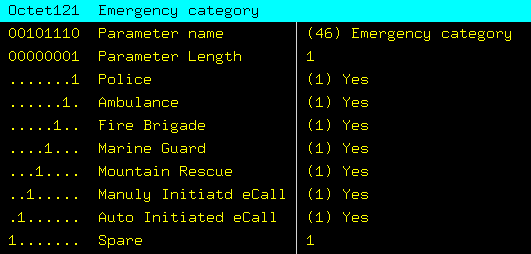 Octet121 Emergency category
00101110 Parameter name (46) Emergency category
00000001 Parameter Length 1
.......1 Police (1) Yes
......1. Ambulance (1) Yes
.....1.. Fire Brigade (1) Yes
....1... Marine Guard (1) Yes
...1.... Mountain Rescue (1) Yes
..1..... Manuly Initiatd eCall (1) Yes
.1...... Auto Initiated eCall (1) Yes
1....... Spare 1